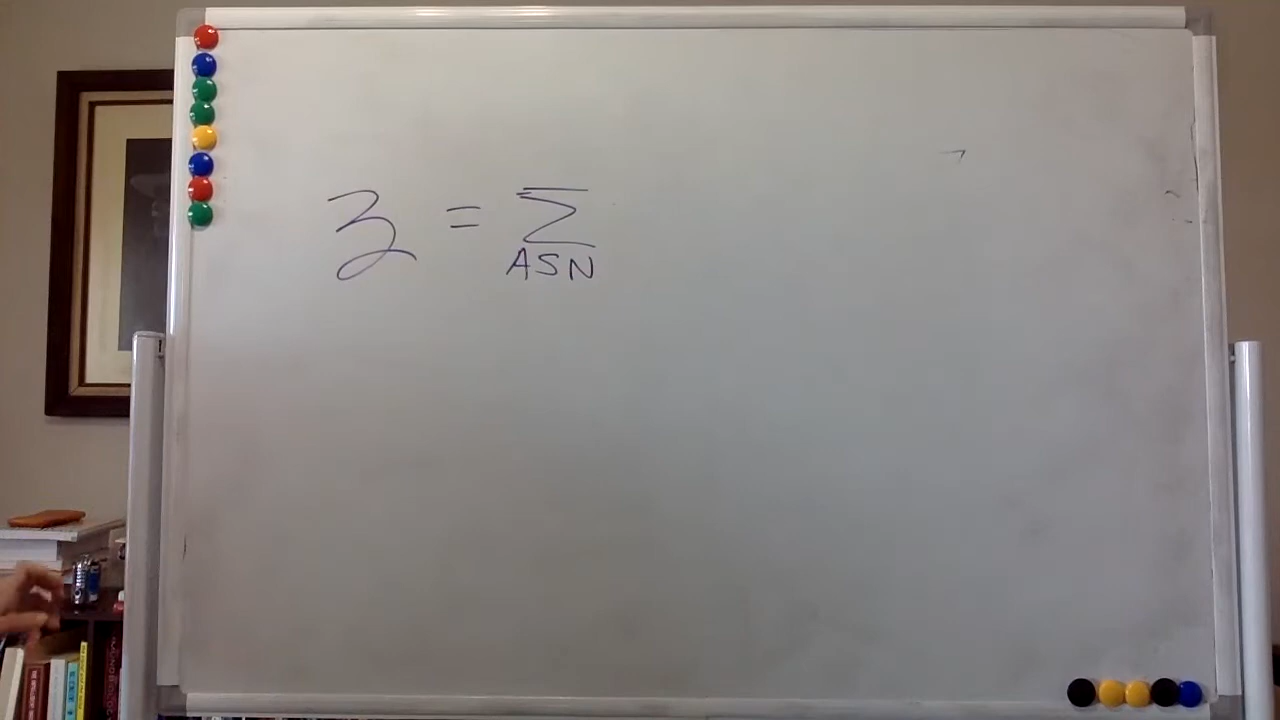 z = Σ
ASN